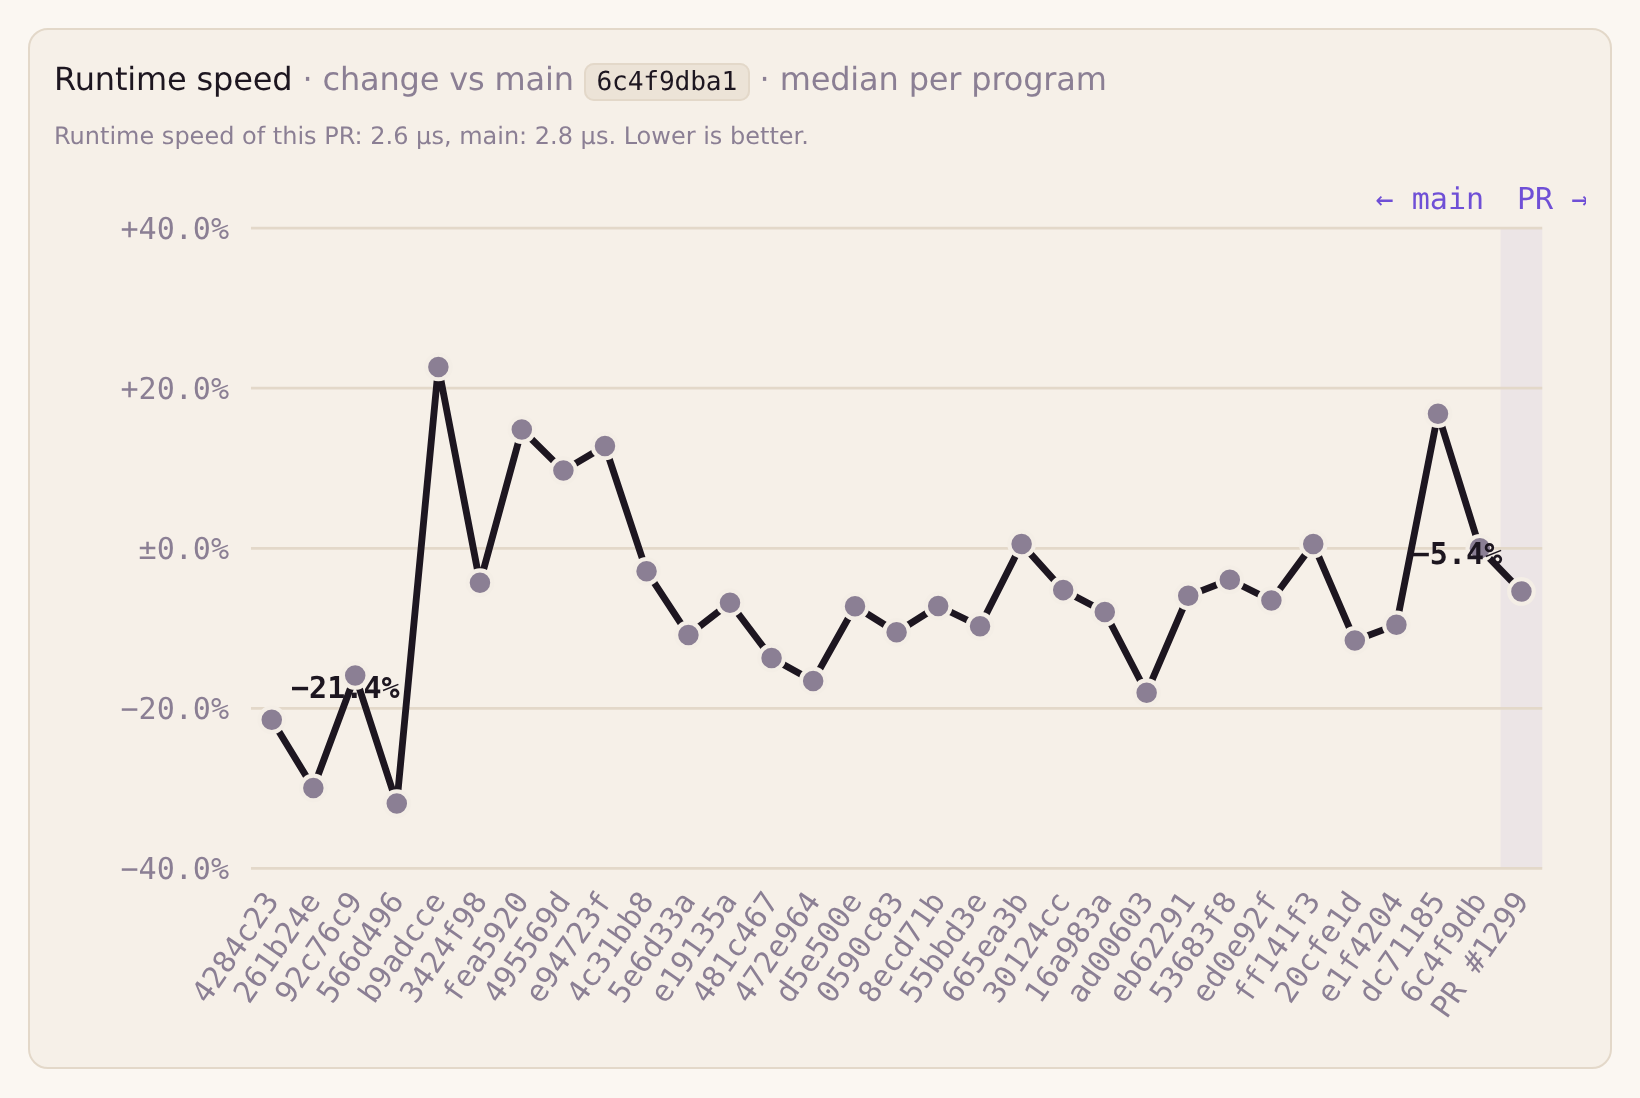 Runtime speed · change vs main 6c4f9dba1 · median per program
Runtime speed of this PR: 2.6 µs, main: 2.8 µs. Lower is better.
← main PR →
+40.0%
+20.0%
±0.0%
−20.0%
−40.0%
−21.4%
−5.4%
4284c23
261b24e
92c76c9
566d496
b9adcce
3424f98
fea5920
495569d
e94723f
4c31bb8
5e6d33a
e19135a
481c467
472e964
d5e500e
0590c83
8ecd71b
55bbd3e
665ea3b
30124cc
16a983a
ad00603
eb62291
53683f8
ed0e92f
ff141f3
20cfe1d
e1f4204
dc71185
6c4f9db
PR #1299